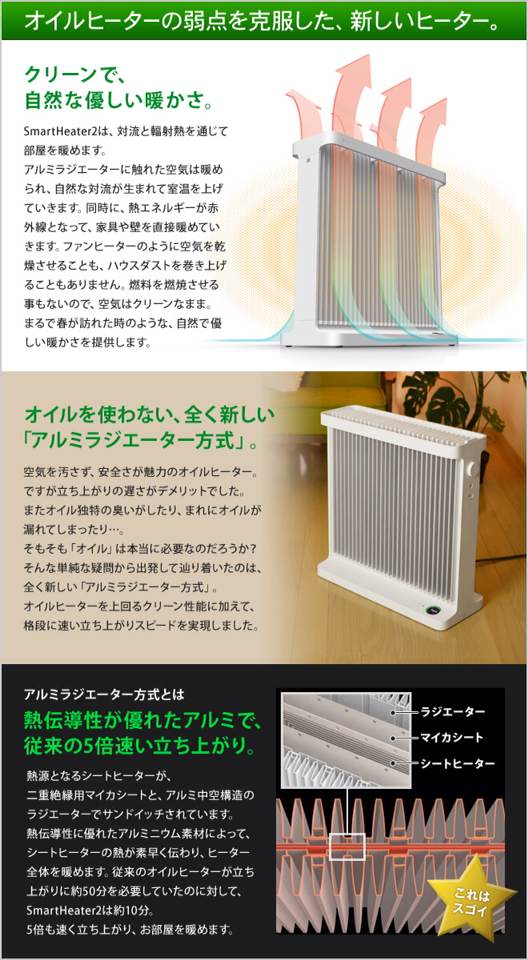 オイルヒーターの弱点を克服した、新しいヒーター。
クリーンで、
自然な優しい暖かさ。
SmartHeater2は、対流と輻射熱を通じて
部屋を暖めます。
アルミラジエーターに触れた空気は暖め
られ、自然な対流が生まれて室温を上げ
ていきます。同時に、熱エネルギーが赤
外線となって、家具や壁を直接暖めてい
きます。ファンヒーターのように空気を乾
燥させることも、ハウスダストを巻き上げ
ることもありません。燃料を燃焼させる
事もないので、空気はクリーンなまま。
まるで春が訪れた時のような、自然で優
しい暖かさを提供します。
オイルを使わない、全く新しい
「アルミラジエーター方式」。
空気を汚さず、安全さが魅力のオイルヒーター。
ですが立ち上がりの遅さがデメリットでした。
またオイル独特の臭いがしたり、まれにオイルが
漏れてしまったり…。
そもそも「オイル」は本当に必要なのだろうか?
そんな単純な疑問から出発して辿り着いたのは、
全く新しい「アルミラジエーター方式」。
オイルヒーターを上回るクリーン性能に加えて、
格段に速い立ち上がりスピードを実現しました。
アルミラジエーター方式とは
熱伝導性が優れたアルミで、
従来の5倍速い立ち上がり。
熱源となるシートヒーターが、
二重絶縁用マイカシートと、アルミ中空構造の
ラジエーターでサンドイッチされています。
熱伝導性に優れたアルミニウム素材によって、
シートヒーターの熱が素早く伝わり、ヒーター
全体を暖めます。従来のオイルヒーターが立ち
上がりに約50分を必要していたのに対して、
SmartHeater2は約10分。
5倍も速く立ち上がり、お部屋を暖めます。
ラジエーター
マイカシート
シートヒーター
これは
スゴイ